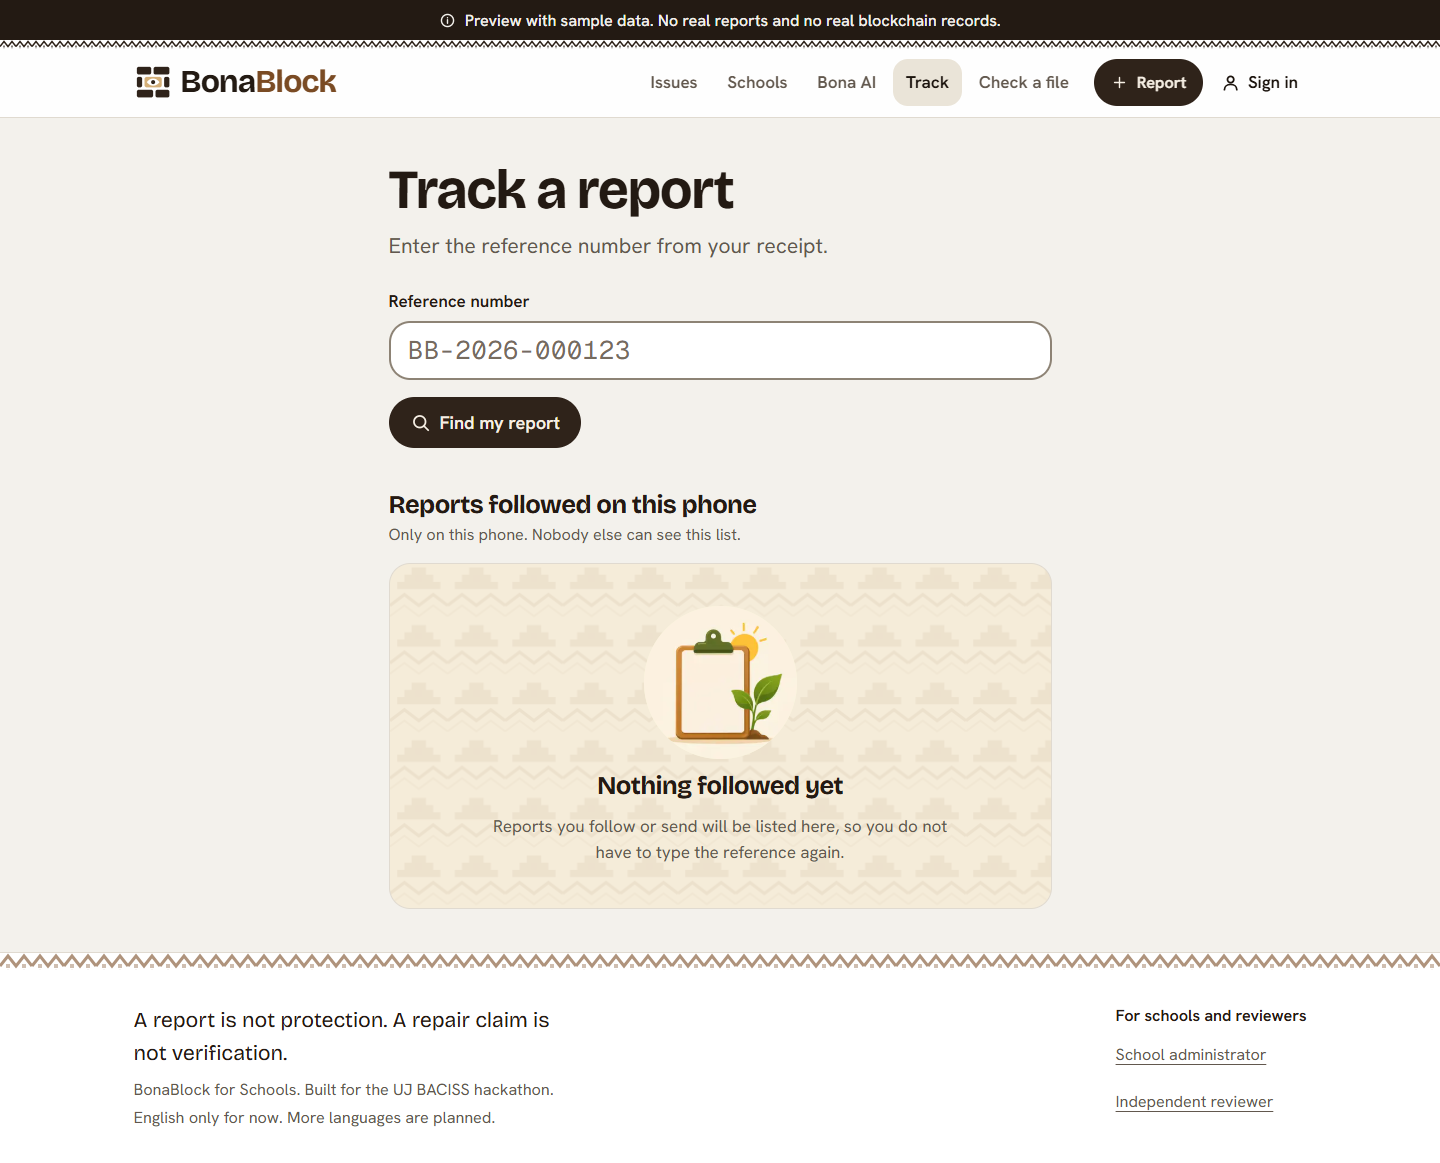 Preview with sample data. No real reports and no real blockchain records.
BonaBlock
Issues
Schools
Bona AI
Track
Check a file
+ Report
Sign in
Track a report
Enter the reference number from your receipt.
Reference number
BB-2026-000123
Find my report
Reports followed on this phone
Only on this phone. Nobody else can see this list.
Nothing followed yet
Reports you follow or send will be listed here, so you do not
have to type the reference again.
A report is not protection. A repair claim is
not verification.
BonaBlock for Schools. Built for the UJ BACISS hackathon.
English only for now. More languages are planned.
For schools and reviewers
School administrator
Independent reviewer